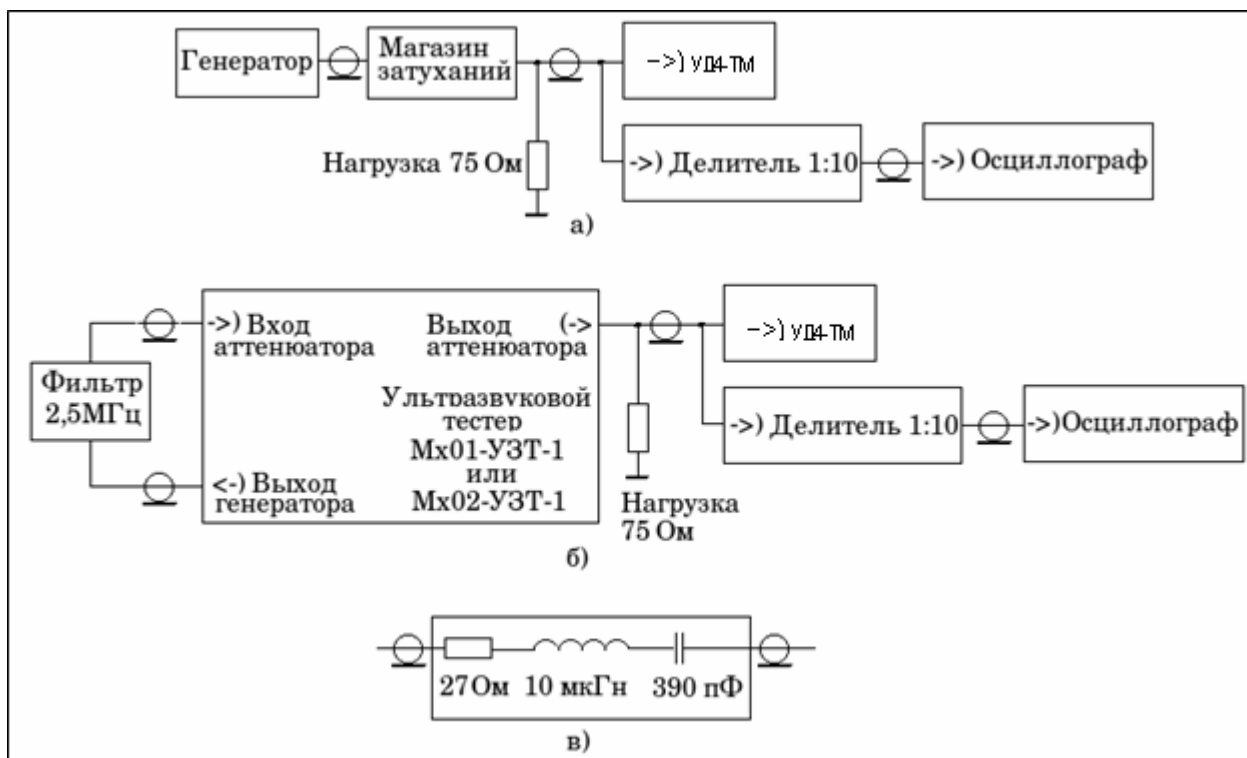 Генератор
Магазин
затуханий
->) УД4-ТМ
Нагрузка 75 Ом
->) Делитель 1:10
->) Осциллограф
а)
->) Вход
аттенюатора
Выход (->
аттенюатора
->) УД4-ТМ
Фильтр
2,5МГц
Ультразвуковой
тестер
Мх01-УЗТ-1
или
Мх02-УЗТ-1
->) Делитель 1:10
->)Осциллограф
<-) Выход
генератора
Нагрузка
75 Ом
б)
27Ом 10 мкГн 390 пФ
в)